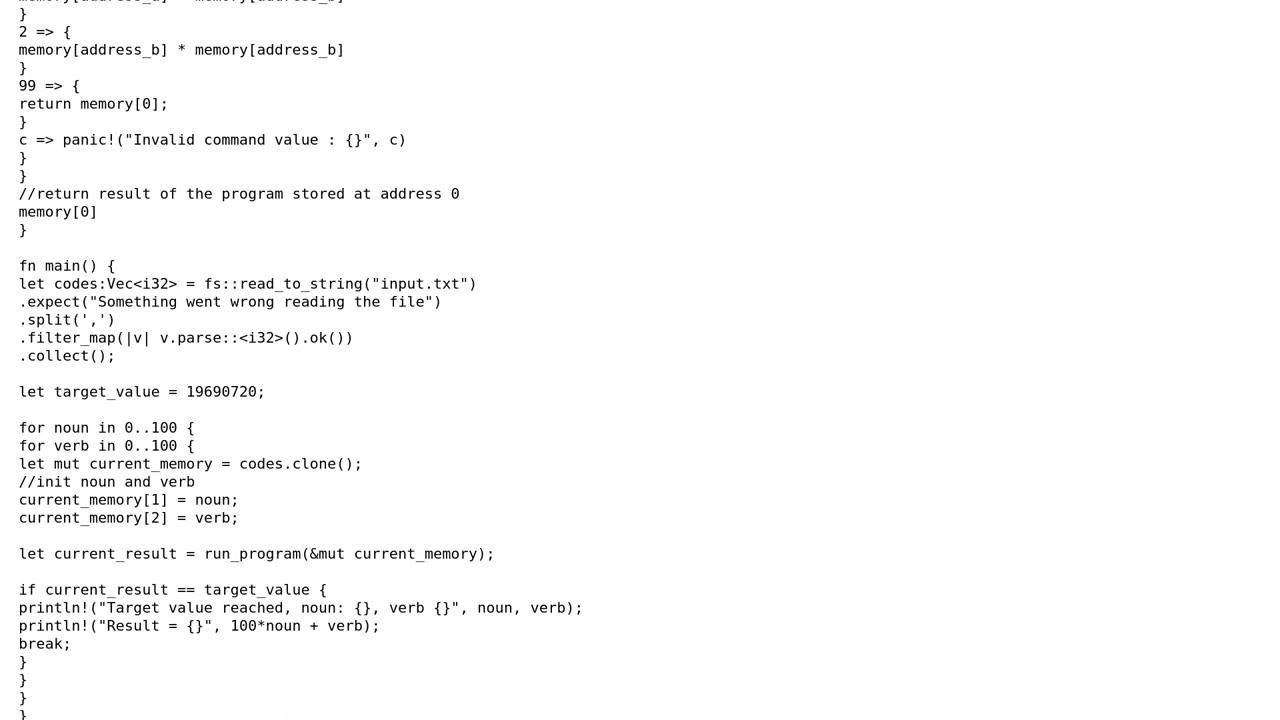 memory[address_a] * memory[address_b]
}
2 => {
memory[address_b] * memory[address_b]
}
99 => {
return memory[0];
}
c => panic!("Invalid command value : {}", c)
}
}
//return result of the program stored at address 0
memory[0]
}
fn main() {
let codes:Vec<i32> = fs::read_to_string("input.txt")
.expect("Something went wrong reading the file")
.split(',')
.filter_map(|v| v.parse::<i32>().ok())
.collect();
let target_value = 19690720;
for noun in 0..100 {
for verb in 0..100 {
let mut current_memory = codes.clone();
//init noun and verb
current_memory[1] = noun;
current_memory[2] = verb;
let current_result = run_program(&mut current_memory);
if current_result == target_value {
println!("Target value reached, noun: {}, verb {}", noun, verb);
println!("Result = {}", 100*noun + verb);
break;
}
}
}
}